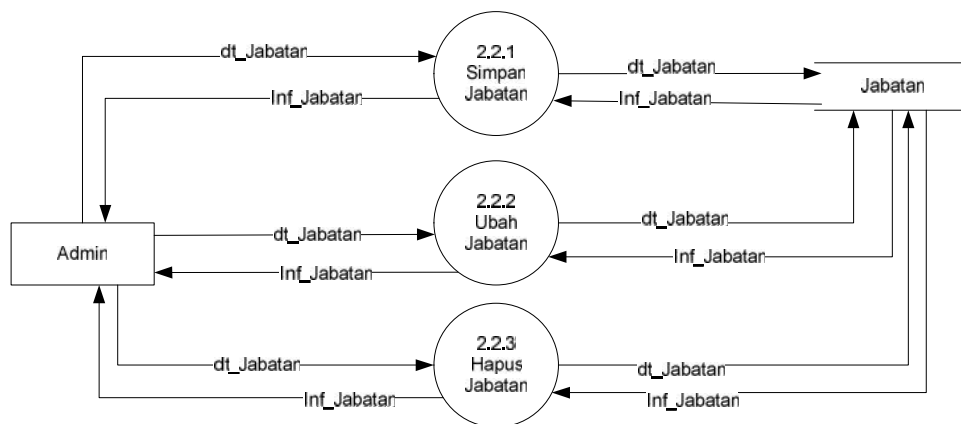 2.2.1
Simpan
Jabatan
dt_Jabatan
dt_Jabatan
Inf_Jabatan
Inf_Jabatan
Jabatan
2.2.2
Ubah
Jabatan
Admin
dt_Jabatan
dt_Jabatan
Inf_Jabatan
Inf_Jabatan
2.2.3
Hapus
Jabatan
dt_Jabatan
dt_Jabatan
Inf_Jabatan
Inf_Jabatan